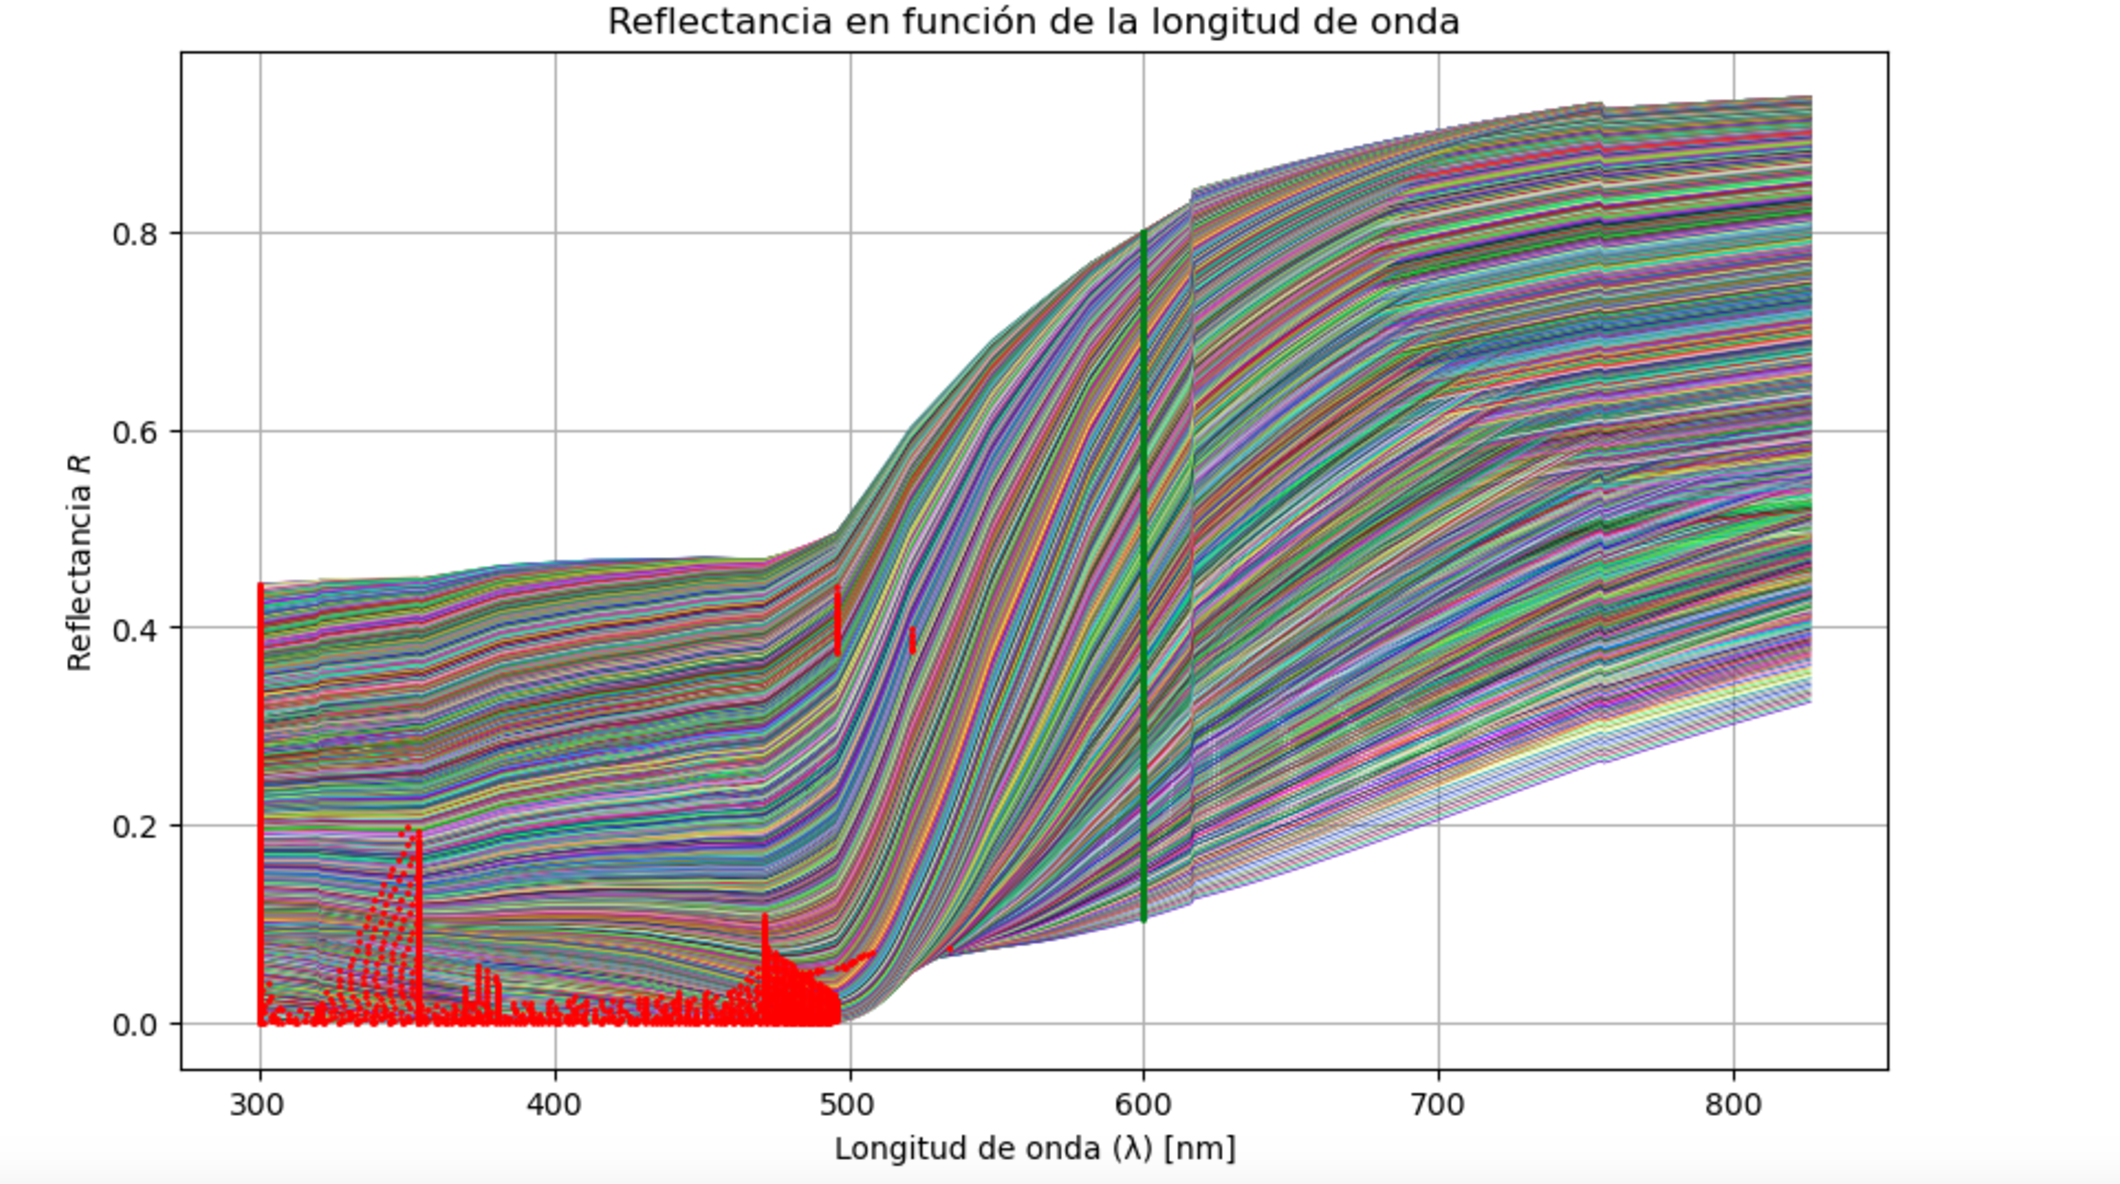 Reflectancia en función de la longitud de onda
0.8
0.6
0.4
0.2
0.0
Reflectancia R
300 400 500 600 700 800
Longitud de onda (λ) [nm]